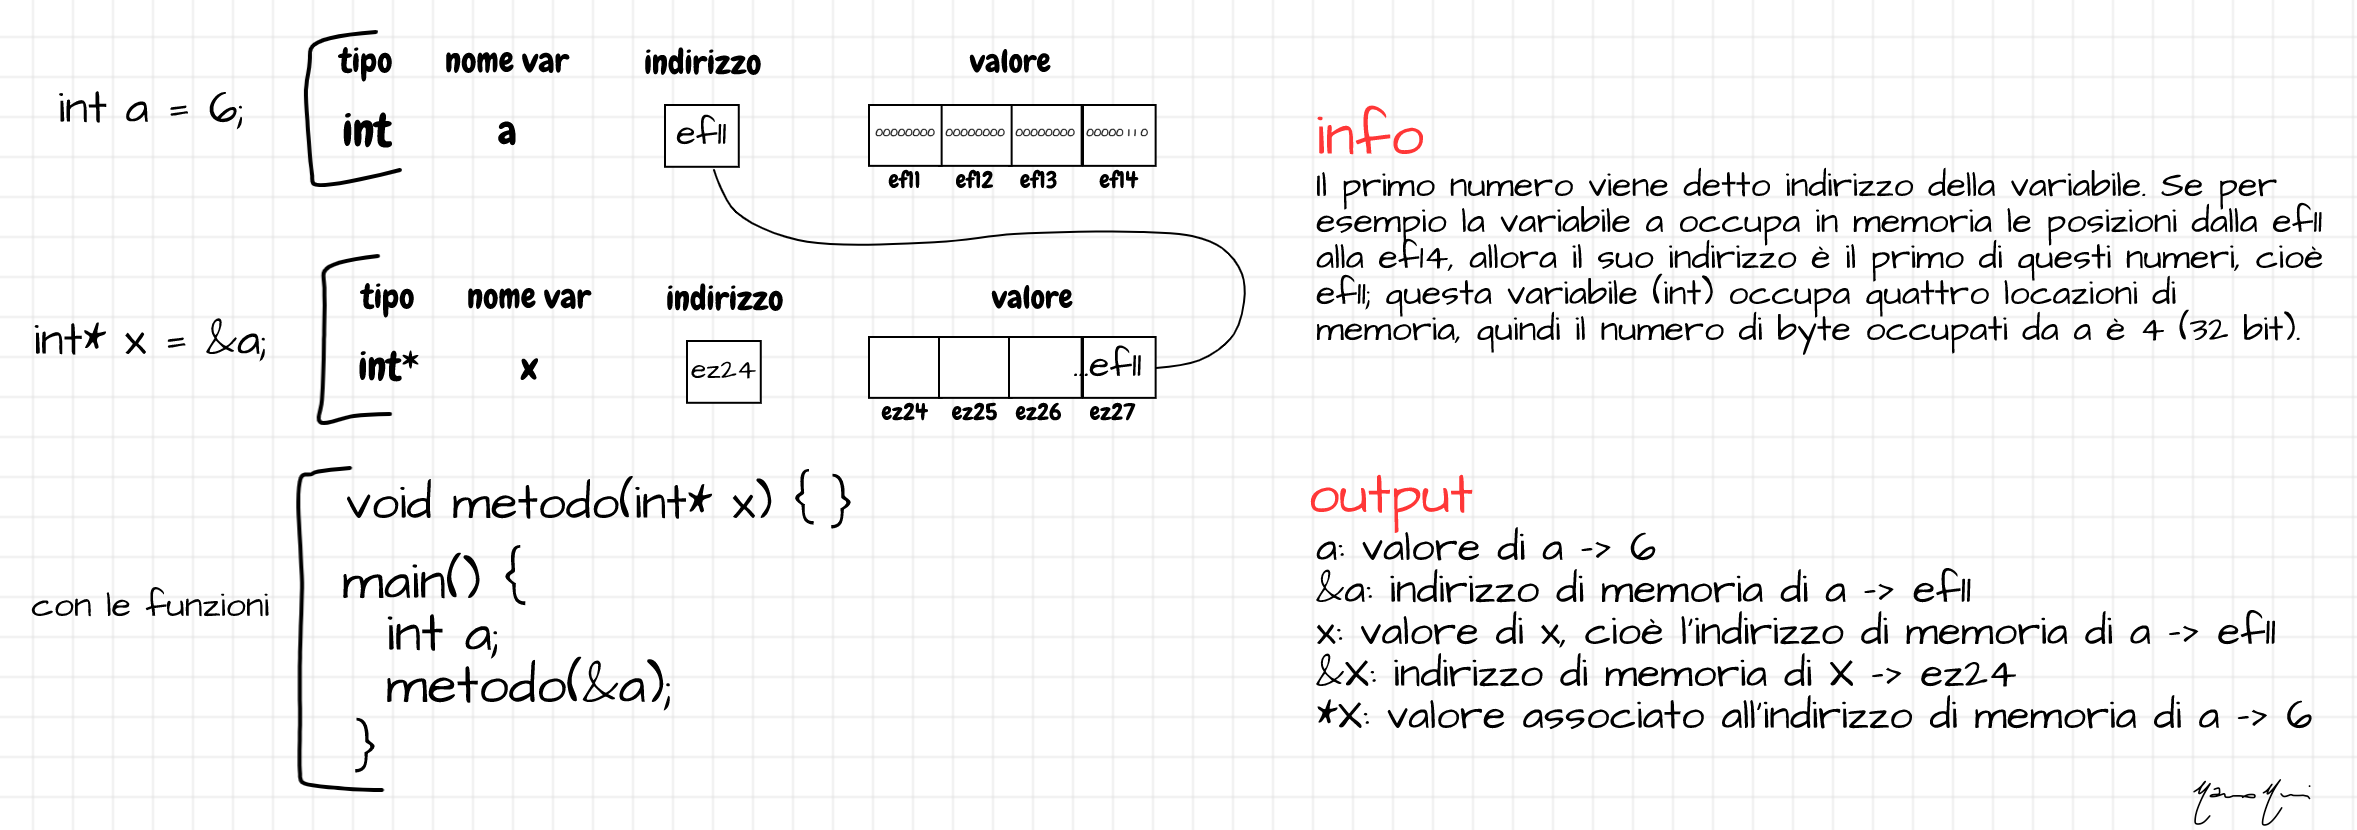 int a = 6;
tipo nome var indirizzo valore
int a ef11 00000000 00000000 00000000 00000110
ef11 ef12 ef13 ef14
int* x = &a;
tipo nome var indirizzo valore
int* x ez24 ...ef11
ez24 ez25 ez26 ez27
con le funzioni
void metodo(int* x) { }
main() {
int a;
metodo(&a);
}
info
Il primo numero viene detto indirizzo della variabile. Se per
esempio la variabile a occupa in memoria le posizioni dalla ef11
alla ef14, allora il suo indirizzo è il primo di questi numeri, cioè
ef11; questa variabile (int) occupa quattro locazioni di
memoria, quindi il numero di byte occupati da a è 4 (32 bit).
output
a: valore di a -> 6
&a: indirizzo di memoria di a -> ef11
x: valore di x, cioè l'indirizzo di memoria di a -> ef11
&X: indirizzo di memoria di X -> ez24
*X: valore associato all'indirizzo di memoria di a -> 6